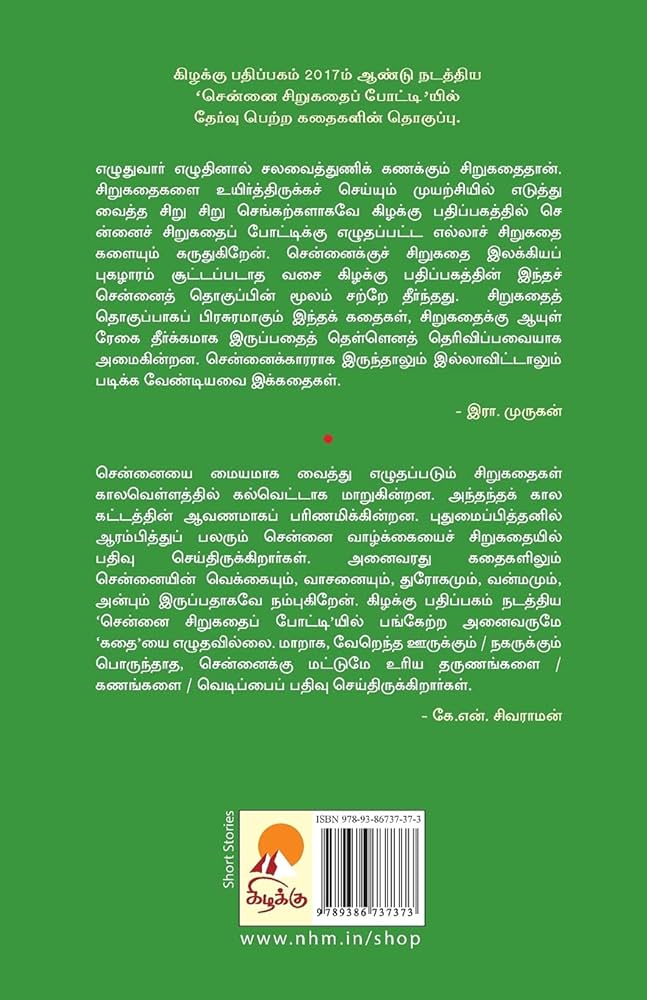 கிழக்கு பதிப்பகம் 2017ம் ஆண்டு நடத்திய
‘சென்னை சிறுகதைப் போட்டி’யில்
தேர்வு பெற்ற கதைகளின் தொகுப்பு.
எழுதுவார் எழுதினால் சலவைத்துணிக் கணக்கும் சிறுகதைதான்.
சிறுகதைகளை உயிர்த்திருக்கச் செய்யும் முயற்சியில் எடுத்து
வைத்த சிறு சிறு செங்கற்களாகவே கிழக்கு பதிப்பகத்தில் செ
ன்னைச் சிறுகதைப் போட்டிக்கு எழுதப்பட்ட எல்லாச் சிறுகதை
களையும் கருதுகிறேன். சென்னைக்குச் சிறுகதை இலக்கியப்
புகழாரம் சூட்டப்படாத வசை கிழக்கு பதிப்பகத்தின் இந்தச்
சென்னைத் தொகுப்பின் மூலம் சற்றே தீர்ந்தது. சிறுகதைத்
தொகுப்பாகப் பிரசுரமாகும் இந்தக் கதைகள், சிறுகதைக்கு ஆயுள்
ரேகை தீர்க்கமாக இருப்பதைத் தெள்ளெனத் தெரிவிப்பவையாக
அமைகின்றன. சென்னைக்காரராக இருந்தாலும் இல்லாவிட்டாலும்
படிக்க வேண்டியவை இக்கதைகள்.
- இரா. முருகன்
சென்னையை மையமாக வைத்து எழுதப்படும் சிறுகதைகள்
காலவெள்ளத்தில் கல்வெட்டாக மாறுகின்றன. அந்தந்தக் கால
கட்டத்தின் ஆவணமாகப் பரிணமிக்கின்றன. புதுமைப்பித்தனில்
ஆரம்பித்துப் பலரும் சென்னை வாழ்க்கையைச் சிறுகதையில்
பதிவு செய்திருக்கிறார்கள். அனைவரது கதைகளிலும்
சென்னையின் வெக்கையும், வாசனையும், துரோகமும், வன்மமும்,
அன்பும் இருப்பதாகவே நம்புகிறேன். கிழக்கு பதிப்பகம் நடத்திய
‘சென்னை சிறுகதைப் போட்டி’யில் பங்கேற்ற அனைவருமே
‘கதை’யை எழுதவில்லை. மாறாக, வேறெந்த ஊருக்கும் / நகருக்கும்
பொருந்தாத, சென்னைக்கு மட்டுமே உரிய தருணங்களை /
கணங்களை / வெடிப்பைப் பதிவு செய்திருக்கிறார்கள்.
- கே.என். சிவராமன்
Short Stories
கிழக்கு
ISBN 978-93-86737-37-3
9 789386 737373
www.nhm.in/shop